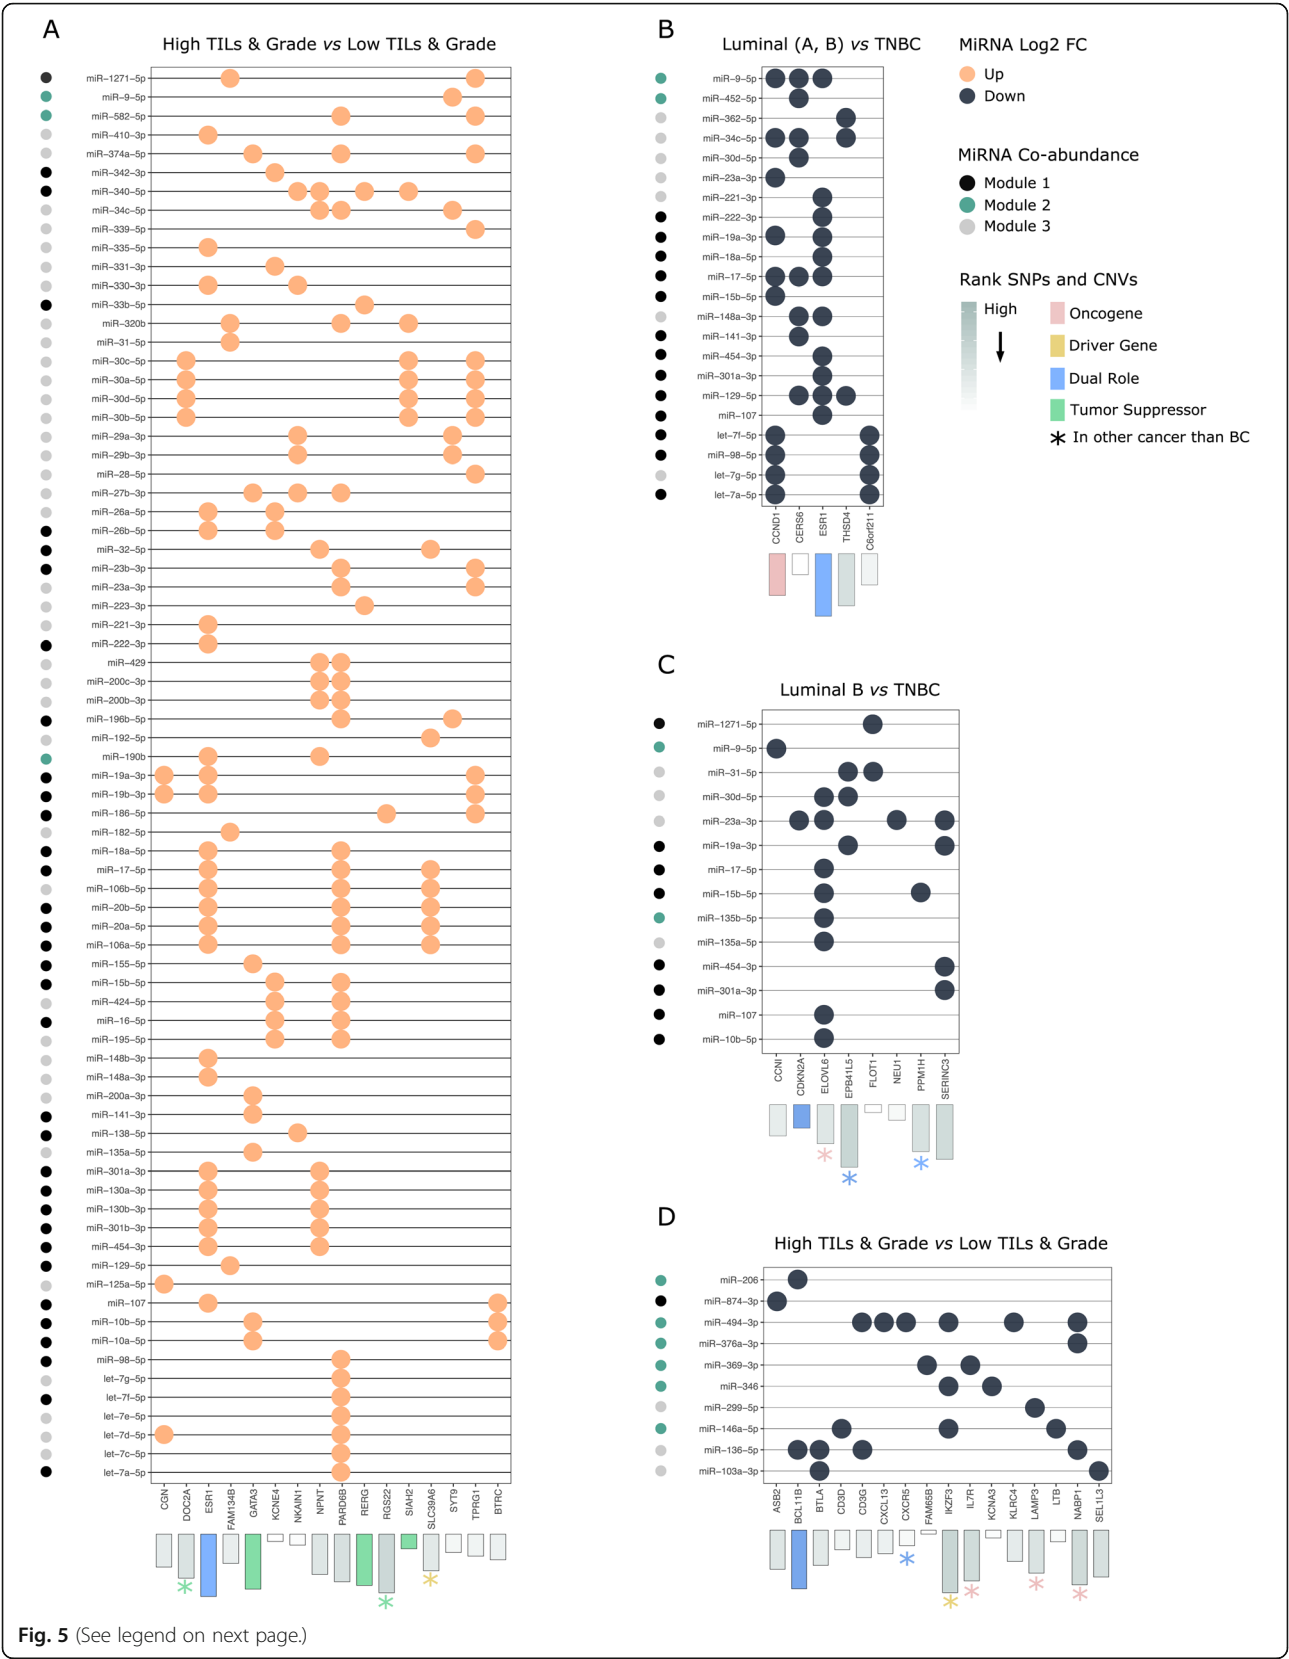 A
High TILs & Grade vs Low TILs & Grade
miR−1271−5p
miR−9−5p
miR−582−5p
miR−410−3p
miR−374a−5p
miR−342−3p
miR−340−5p
miR−34c−5p
miR−339−5p
miR−335−5p
miR−331−3p
miR−330−3p
miR−33b−5p
miR−320b
miR−31−5p
miR−30c−5p
miR−30a−5p
miR−30d−5p
miR−30b−5p
miR−29a−3p
miR−29b−3p
miR−28−5p
miR−27b−3p
miR−26a−5p
miR−26b−5p
miR−32−5p
miR−23b−3p
miR−23a−3p
miR−223−3p
miR−221−3p
miR−222−3p
miR−429
miR−200c−3p
miR−200b−3p
miR−196b−5p
miR−192−5p
miR−190b
miR−19a−3p
miR−19b−3p
miR−186−5p
miR−182−5p
miR−18a−5p
miR−17−5p
miR−106b−5p
miR−20b−5p
miR−20a−5p
miR−106a−5p
miR−155−5p
miR−15b−5p
miR−424−5p
miR−16−5p
miR−195−5p
miR−148b−3p
miR−148a−3p
miR−200a−3p
miR−141−3p
miR−138−5p
miR−135a−5p
miR−301a−3p
miR−130a−3p
miR−130b−3p
miR−301b−3p
miR−454−3p
miR−129−5p
miR−125a−5p
miR−107
miR−10b−5p
miR−10a−5p
miR−98−5p
let−7g−5p
let−7f−5p
let−7e−5p
let−7d−5p
let−7c−5p
let−7a−5p
CGN
DOC2A
ESR1
FAM134B
GATA3
KCNE4
NKAIN1
NPNT
PARD6B
RERG
RGS22
SIAH2
SLC39A6
SYT9
TPRG1
BTRC
B
Luminal (A, B) vs TNBC
miR−9−5p
miR−452−5p
miR−362−5p
miR−34c−5p
miR−30d−5p
miR−23a−3p
miR−221−3p
miR−222−3p
miR−19a−3p
miR−18a−5p
miR−17−5p
miR−15b−5p
miR−148a−3p
miR−141−3p
miR−454−3p
miR−301a−3p
miR−129−5p
miR−107
let−7f−5p
miR−98−5p
let−7g−5p
let−7a−5p
CCND1
CERS6
ESR1
THSD4
C6orf211
MiRNA Log2 FC
Up
Down
MiRNA Co-abundance
Module 1
Module 2
Module 3
Rank SNPs and CNVs
High
Oncogene
Driver Gene
Dual Role
Tumor Suppressor
In other cancer than BC
C
Luminal B vs TNBC
miR−1271−5p
miR−9−5p
miR−31−5p
miR−30d−5p
miR−23a−3p
miR−19a−3p
miR−17−5p
miR−15b−5p
miR−135b−5p
miR−135a−5p
miR−454−3p
miR−301a−3p
miR−107
miR−10b−5p
CCNI
CDKN2A
ELOVL6
EPB41L5
FLOT1
NEU1
PPM1H
SERINC3
D
High TILs & Grade vs Low TILs & Grade
miR−206
miR−874−3p
miR−494−3p
miR−376a−3p
miR−369−3p
miR−346
miR−299−5p
miR−146a−5p
miR−136−5p
miR−103a−3p
ASB2
BCL11B
BTLA
CD3D
CD3G
CXCL13
CXCR5
FAM65B
IKZF3
IL7R
KCNA3
KLRC4
LAMP3
LTB
NABP1
SEL1L3
Fig. 5 (See legend on next page.)